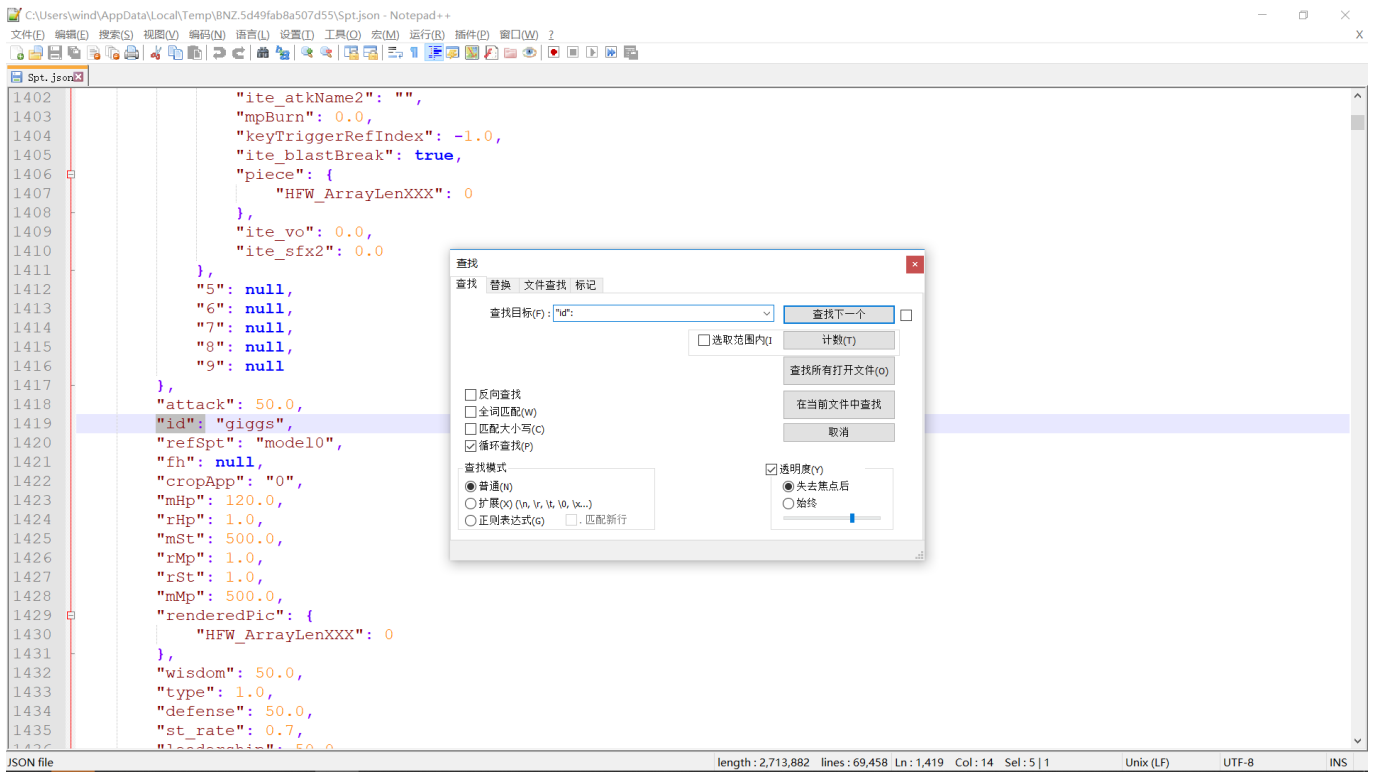 C:\Users\wind\AppData\Local\Temp\BNZ.5d49fab8a507d55\Spt.json - Notepad++
文件(F) 编辑(E) 搜索(S) 视图(V) 编码(N) 语言(L) 设置(T) 工具(O) 宏(M) 运行(R) 插件(P) 窗口(W) ? X
Spt.json
1402 "ite_atkName2": "",
1403 "mpBurn": 0.0,
1404 "keyTriggerRefIndex": -1.0,
1405 "ite_blastBreak": true,
1406 "piece": {
1407 "HFW_ArrayLenXXX": 0
1408 },
1409 "ite_vo": 0.0,
1410 "ite_sfx2": 0.0
1411 },
1412 "5": null,
1413 "6": null,
1414 "7": null,
1415 "8": null,
1416 "9": null
1417 },
1418 "attack": 50.0,
1419 "id": "giggs",
1420 "refSpt": "model0",
1421 "fh": null,
1422 "cropApp": "0",
1423 "mHp": 120.0,
1424 "rHp": 1.0,
1425 "mSt": 500.0,
1426 "rMp": 1.0,
1427 "rSt": 1.0,
1428 "mMp": 500.0,
1429 "renderedPic": {
1430 "HFW_ArrayLenXXX": 0
1431 },
1432 "wisdom": 50.0,
1433 "type": 1.0,
1434 "defense": 50.0,
1435 "st_rate": 0.7,
1436 "leadership": 50.0
查找
查找 替换 文件查找 标记
查找目标(F) : "id":
查找下一个
选取范围内(I
计数(T)
查找所有打开文件(O)
在当前文件中查找
取消
反向查找
全词匹配(W)
匹配大小写(C)
循环查找(P)
查找模式
普通(N)
扩展(X) (\n, \r, \t, \0, \x...)
正则表达式(G) . 匹配新行
透明度(Y)
失去焦点后
始终
JSON file length : 2,713,882 lines : 69,458 Ln : 1,419 Col : 14 Sel : 5 | 1 Unix (LF) UTF-8 INS